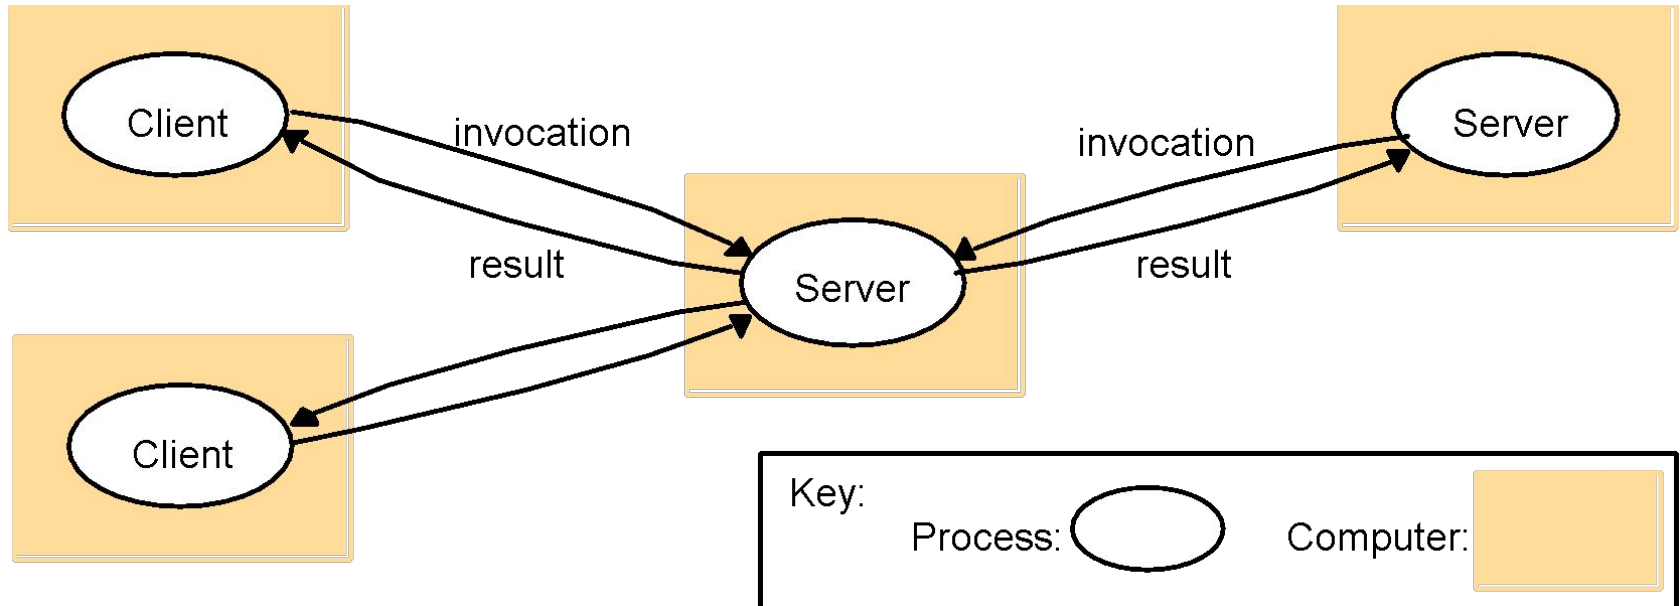 Client
invocation
result
Server
invocation
result
Server
Client
Key:
Process:
Computer: